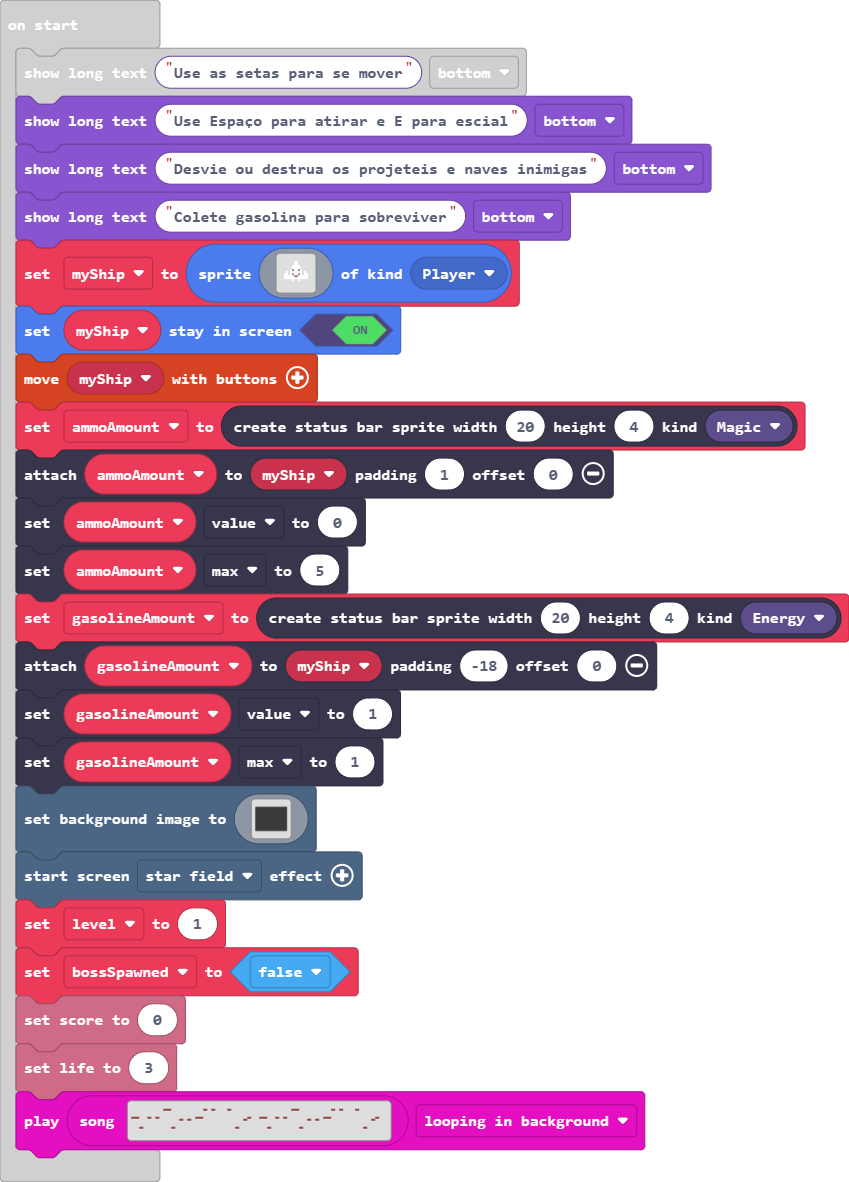 on start
show long text "Use as setas para se mover" bottom
show long text "Use Espaço para atirar e E para escial" bottom
show long text "Desvie ou destrua os projeteis e naves inimigas" bottom
show long text "Colete gasolina para sobreviver" bottom
set myShip to sprite of kind Player
set myShip stay in screen ON
move myShip with buttons
set ammoAmount to create status bar sprite width 20 height 4 kind Magic
attach ammoAmount to myShip padding 1 offset 0
set ammoAmount value to 0
set ammoAmount max to 5
set gasolineAmount to create status bar sprite width 20 height 4 kind Energy
attach gasolineAmount to myShip padding -18 offset 0
set gasolineAmount value to 1
set gasolineAmount max to 1
set background image to
start screen star field effect
set level to 1
set bossSpawned to false
set score to 0
set life to 3
play song looping in background